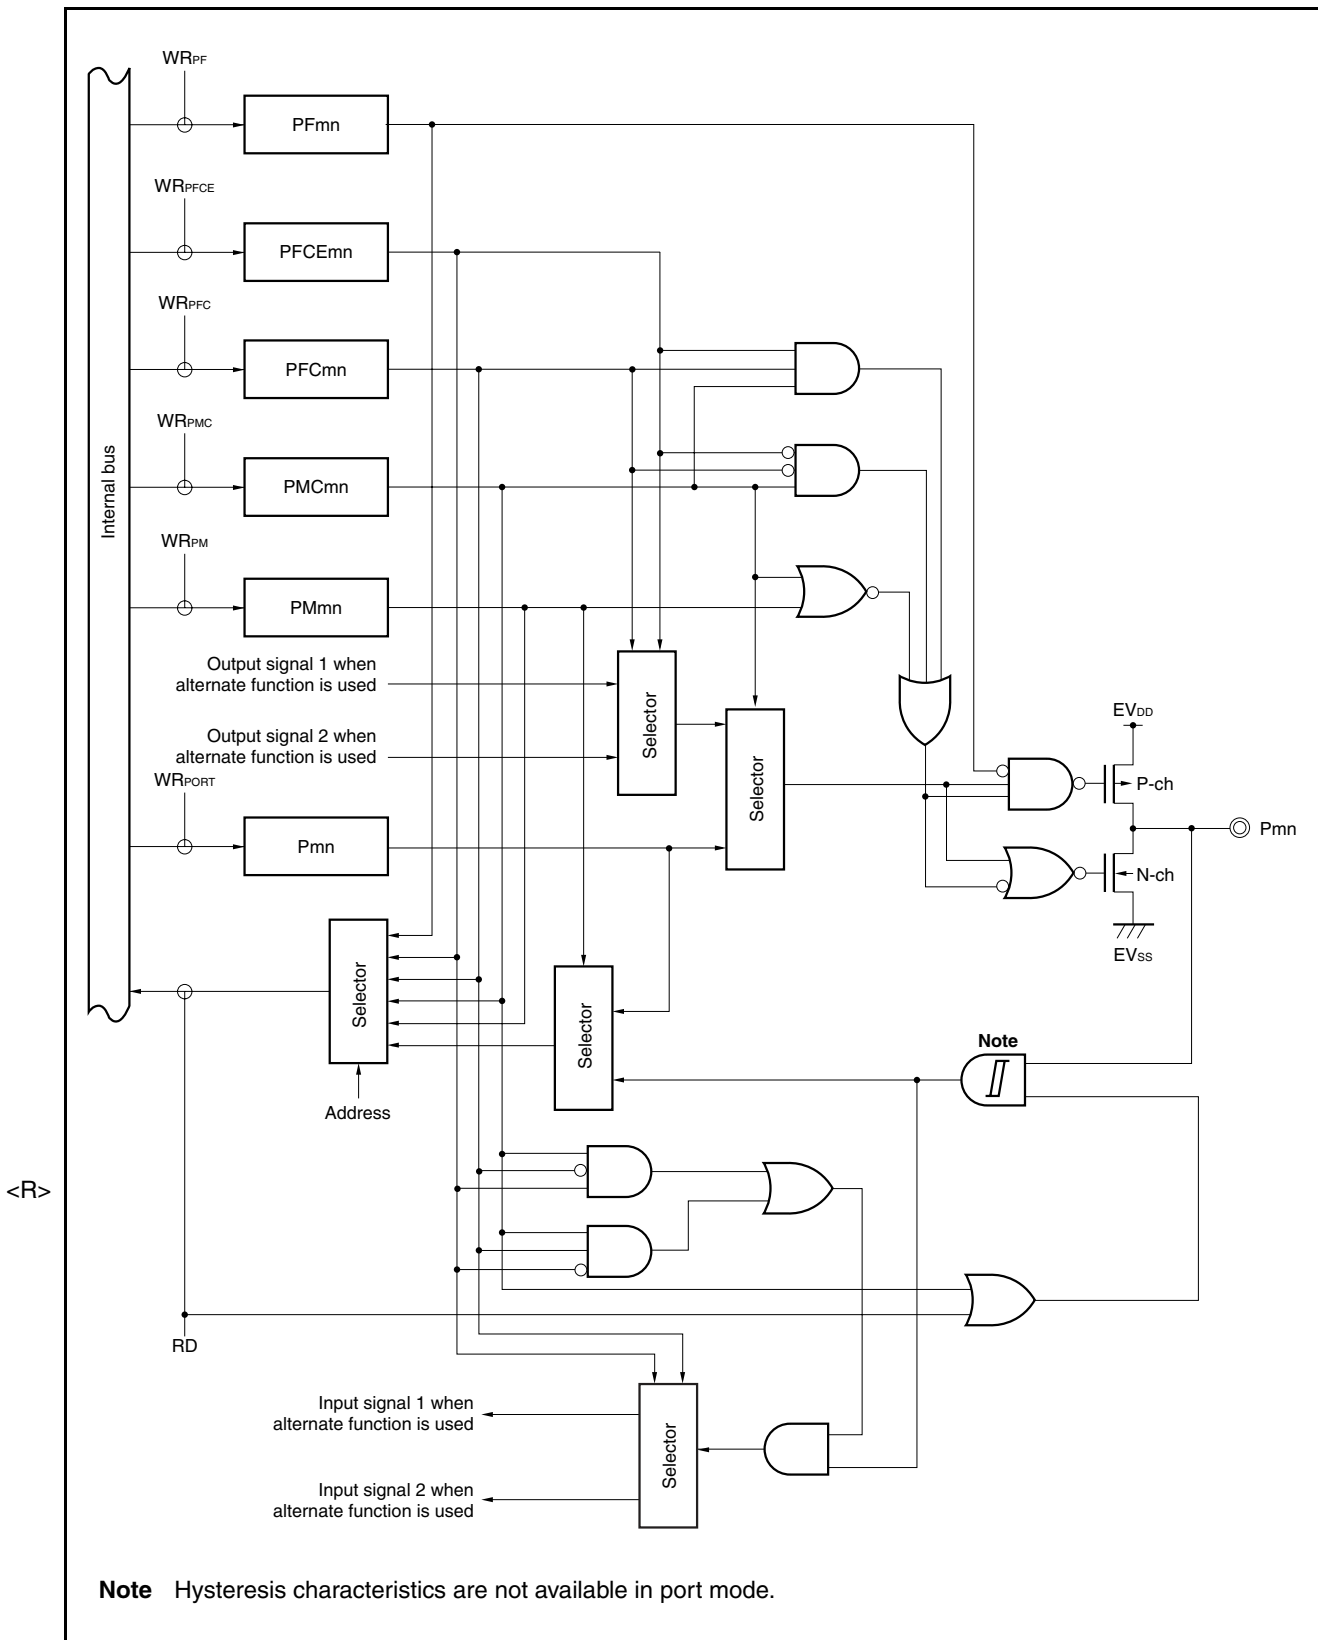 WRPF
PFmn
WRPFCE
PFCEmn
WRPFC
PFCmn
WRPMC
Internal bus
PMCmn
WRPM
PMmn
Output signal 1 when
alternate function is used
Selector
Output signal 2 when
alternate function is used
Selector
EVDD
P-ch
WRPORT
Pmn
Pmn
N-ch
EVSS
Selector
Selector
Note
Address
<R>
RD
Input signal 1 when
alternate function is used
Selector
Input signal 2 when
alternate function is used
Note Hysteresis characteristics are not available in port mode.